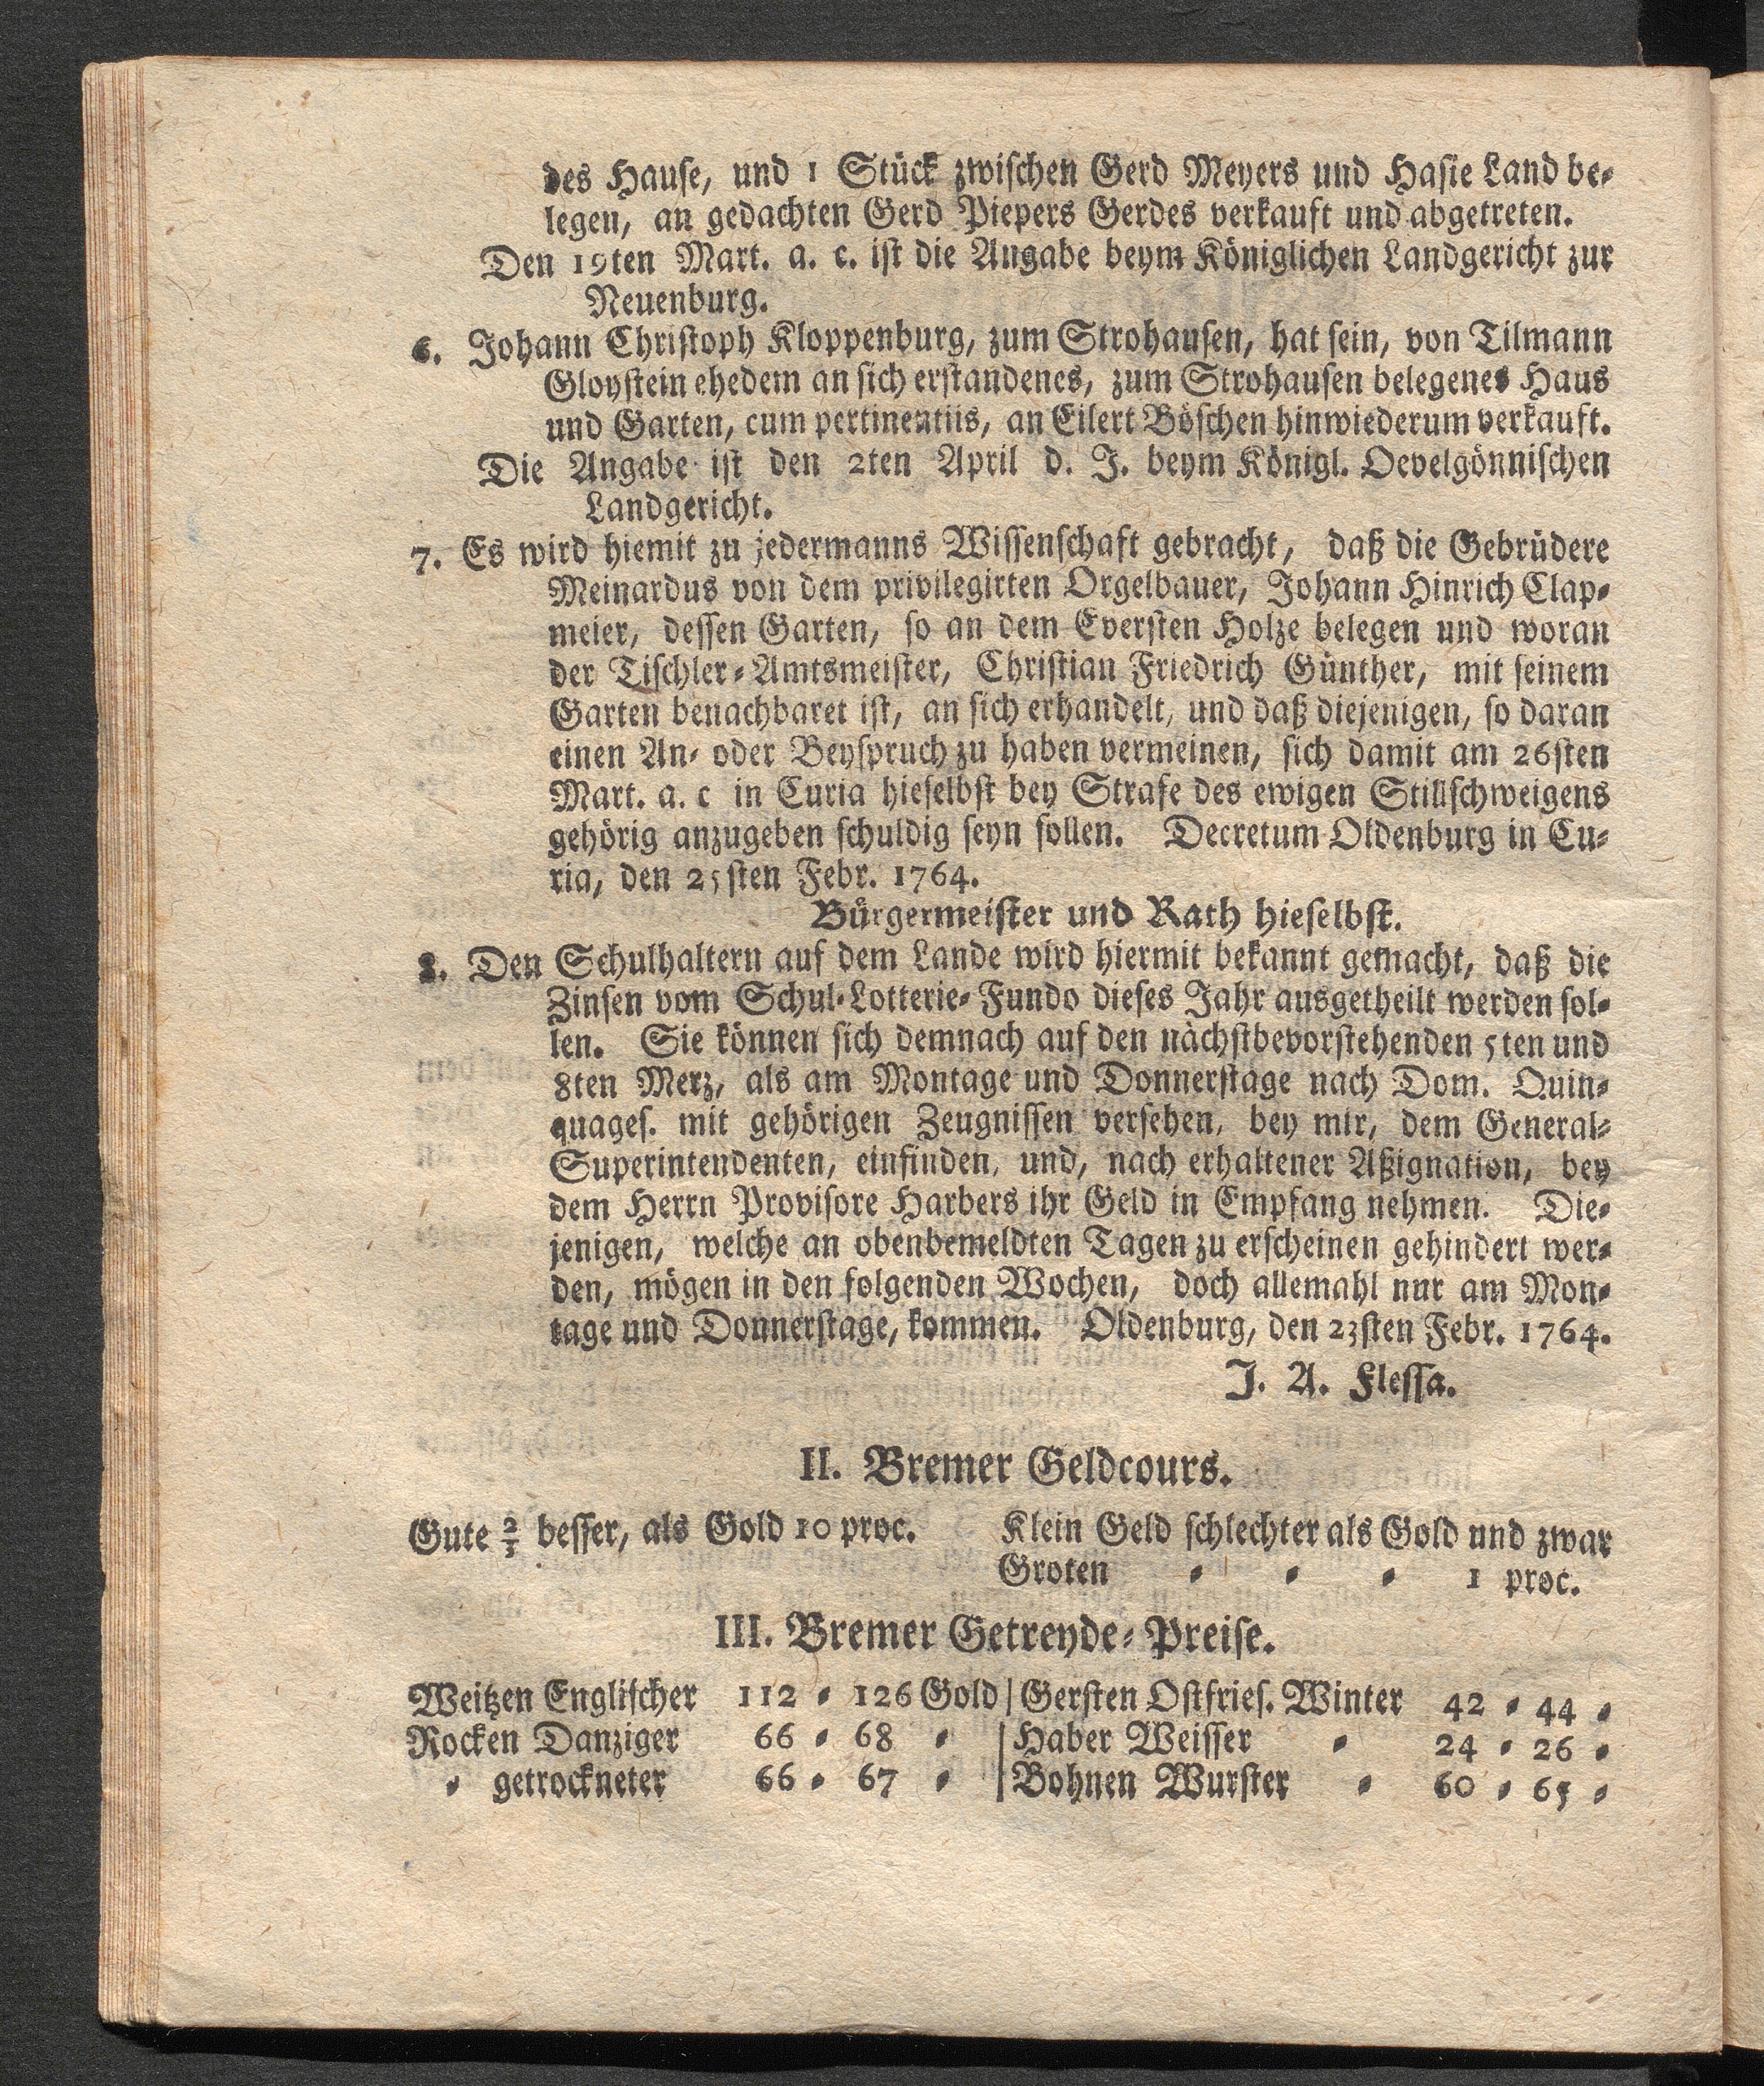 des Hause, und 1 Stück zwischen Gerd Meyers und Hasie Land be-
legen, an gedachten Gerd Piepers Gerdes verkauft und abgetreten.
Den 19ten Mart. a. c. ist die Angabe beym Königlichen Landgericht zur
Neuenburg.
6. Johann Christoph Kloppenburg, zum Strohausen, hat sein, von Tilmann
Gloystein ehedem an sich erstandenes, zum Strohausen belegenes Haus
und Garten, cum pertinentiis, an Eilert Böschen hinwiederum verkauft.
Die Angabe ist den 2ten April d. J. beym Königl. Oevelgönnischen
Landgericht.
7. Es wird hiemit zu jedermanns Wissenschaft gebracht, daß die Gebrüdere
Meinardus von dem privilegirten Orgelbauer, Johann Hinrich Clap-
meier, dessen Garten, so an dem Eversten Holze belegen und woran
der Tischler-Amtsmeister, Christian Friedrich Günther, mit seinem
Garten benachbaret ist, an sich erhandelt, und daß diejenigen, so daran
einen An- oder Beyspruch zu haben vermeinen, sich damit am 26sten
Mart. a. c in Curia hieselbst bey Strafe des ewigen Stillschweigens
gehörig anzugeben schuldig seyn sollen. Decretum Oldenburg in Cu-
ria, den 25sten Febr. 1764.
Bürgermeister und Rath hieselbst.
8. Den Schulhaltern auf dem Lande wird hiermit bekannt gemacht, daß die
Zinsen vom Schul-Lotterie-Fundo dieses Jahr ausgetheilt werden sol-
len. Sie können sich demnach auf den nächstbevorstehenden 5ten und
8ten Merz, als am Montage und Donnerstage nach Dom. Quin-
quages. mit gehörigen Zeugnissen versehen, bey mir, dem General-
Superintendenten, einfinden, und, nach erhaltener Aßignation, bey
dem Herrn Provisore Harbers ihr Geld in Empfang nehmen. Die-
jenigen, welche an obenbemeldten Tagen zu erscheinen gehindert wer-
den, mögen in den folgenden Wochen, doch allemahl nur am Mon-
tage und Donnerstage, kommen. Oldenburg, den 23sten Febr. 1764.
J. A. Flessa.
II. Bremer Geldcours.
Gute 2/3 besser, als Gold 10 proc. Klein Geld schlechter als Gold und zwar
Groten - - - 1 proc.
III. Bremer Getreyde-Preise.
Weitzen Englischer 112 - 126 Gold | Gersten Ostfries. Winter 42 - 44 -
Rocken Danziger 66 - 68 - | Haber Weisser - 24 - 26 -
- getrockneter 66 - 67 - | Bohnen Wurster - 60 - 65 -